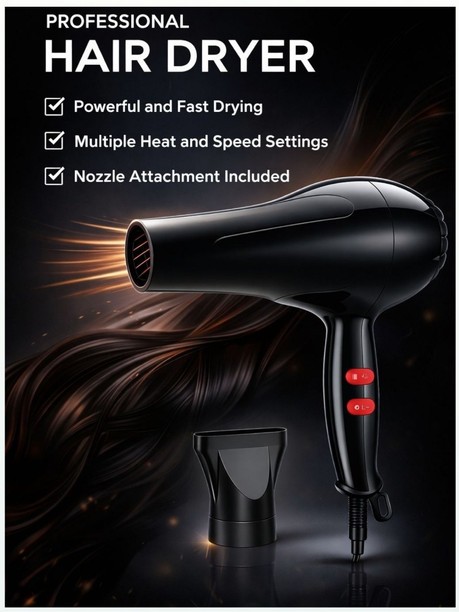 PROFESSIONAL
HAIR DRYER
Powerful and Fast Drying
Multiple Heat and Speed Settings
Nozzle Attachment Included